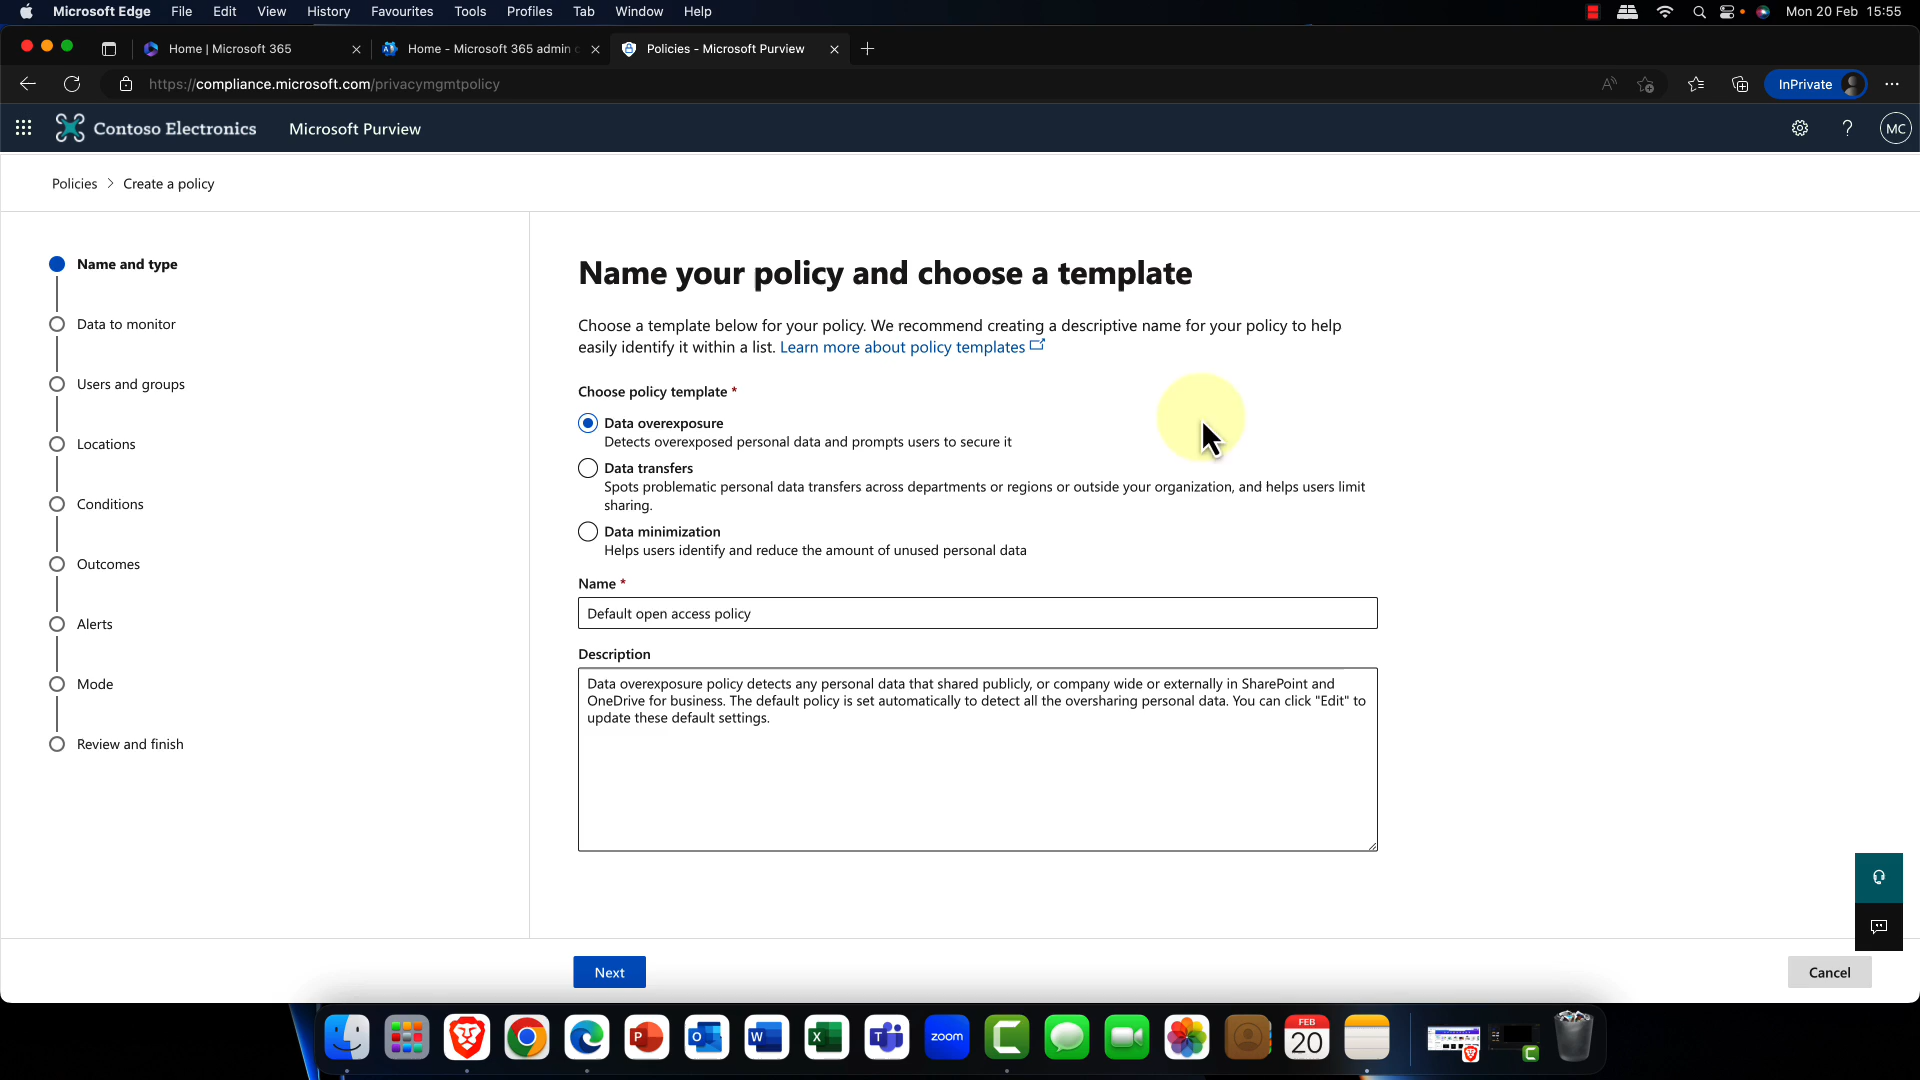 Microsoft Edge File Edit View History Favourites Tools Profiles Tab Window Help Mon 20 Feb 15:55
Home | Microsoft 365 Home - Microsoft 365 admin Policies - Microsoft Purview
https://compliance.microsoft.com/privacymgmtpolicy InPrivate
Contoso Electronics Microsoft Purview ? MC
Policies > Create a policy
Name and type
Data to monitor
Users and groups
Locations
Conditions
Outcomes
Alerts
Mode
Review and finish
Name your policy and choose a template
Choose a template below for your policy. We recommend creating a descriptive name for your policy to help
easily identify it within a list. Learn more about policy templates
Choose policy template *
Data overexposure
Detects overexposed personal data and prompts users to secure it
Data transfers
Spots problematic personal data transfers across departments or regions or outside your organization, and helps users limit
sharing.
Data minimization
Helps users identify and reduce the amount of unused personal data
Name *
Default open access policy
Description
Data overexposure policy detects any personal data that shared publicly, or company wide or externally in SharePoint and
OneDrive for business. The default policy is set automatically to detect all the oversharing personal data. You can click "Edit" to
update these default settings.
Next Cancel
zoom FEB
20